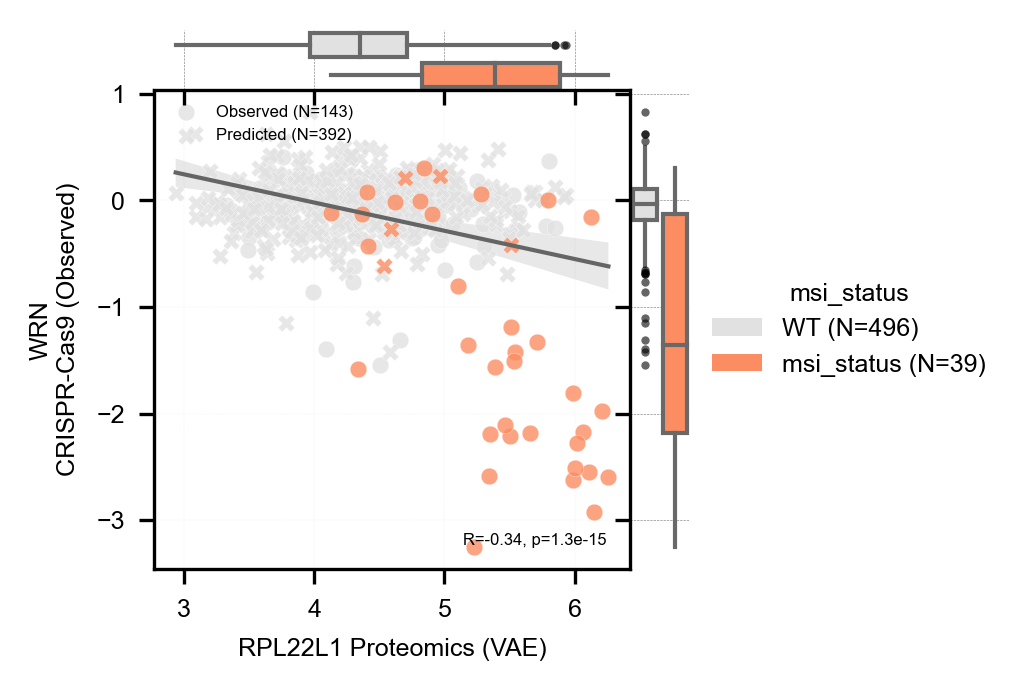 1
0
−1
−2
−3
WRN
CRISPR-Cas9 (Observed)
Observed (N=143)
Predicted (N=392)
R=-0.34, p=1.3e-15
3 4 5 6
RPL22L1 Proteomics (VAE)
msi_status
WT (N=496)
msi_status (N=39)